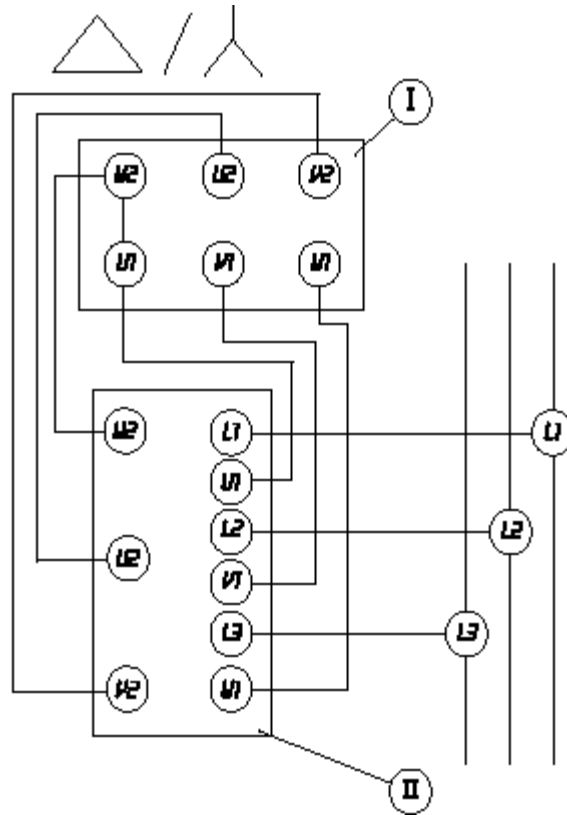 I
W2 U2 V2
U1 V1 W1
W2 L1 L1
U1
L2 L2
U2 V1
L3 L3
V2 W1
II